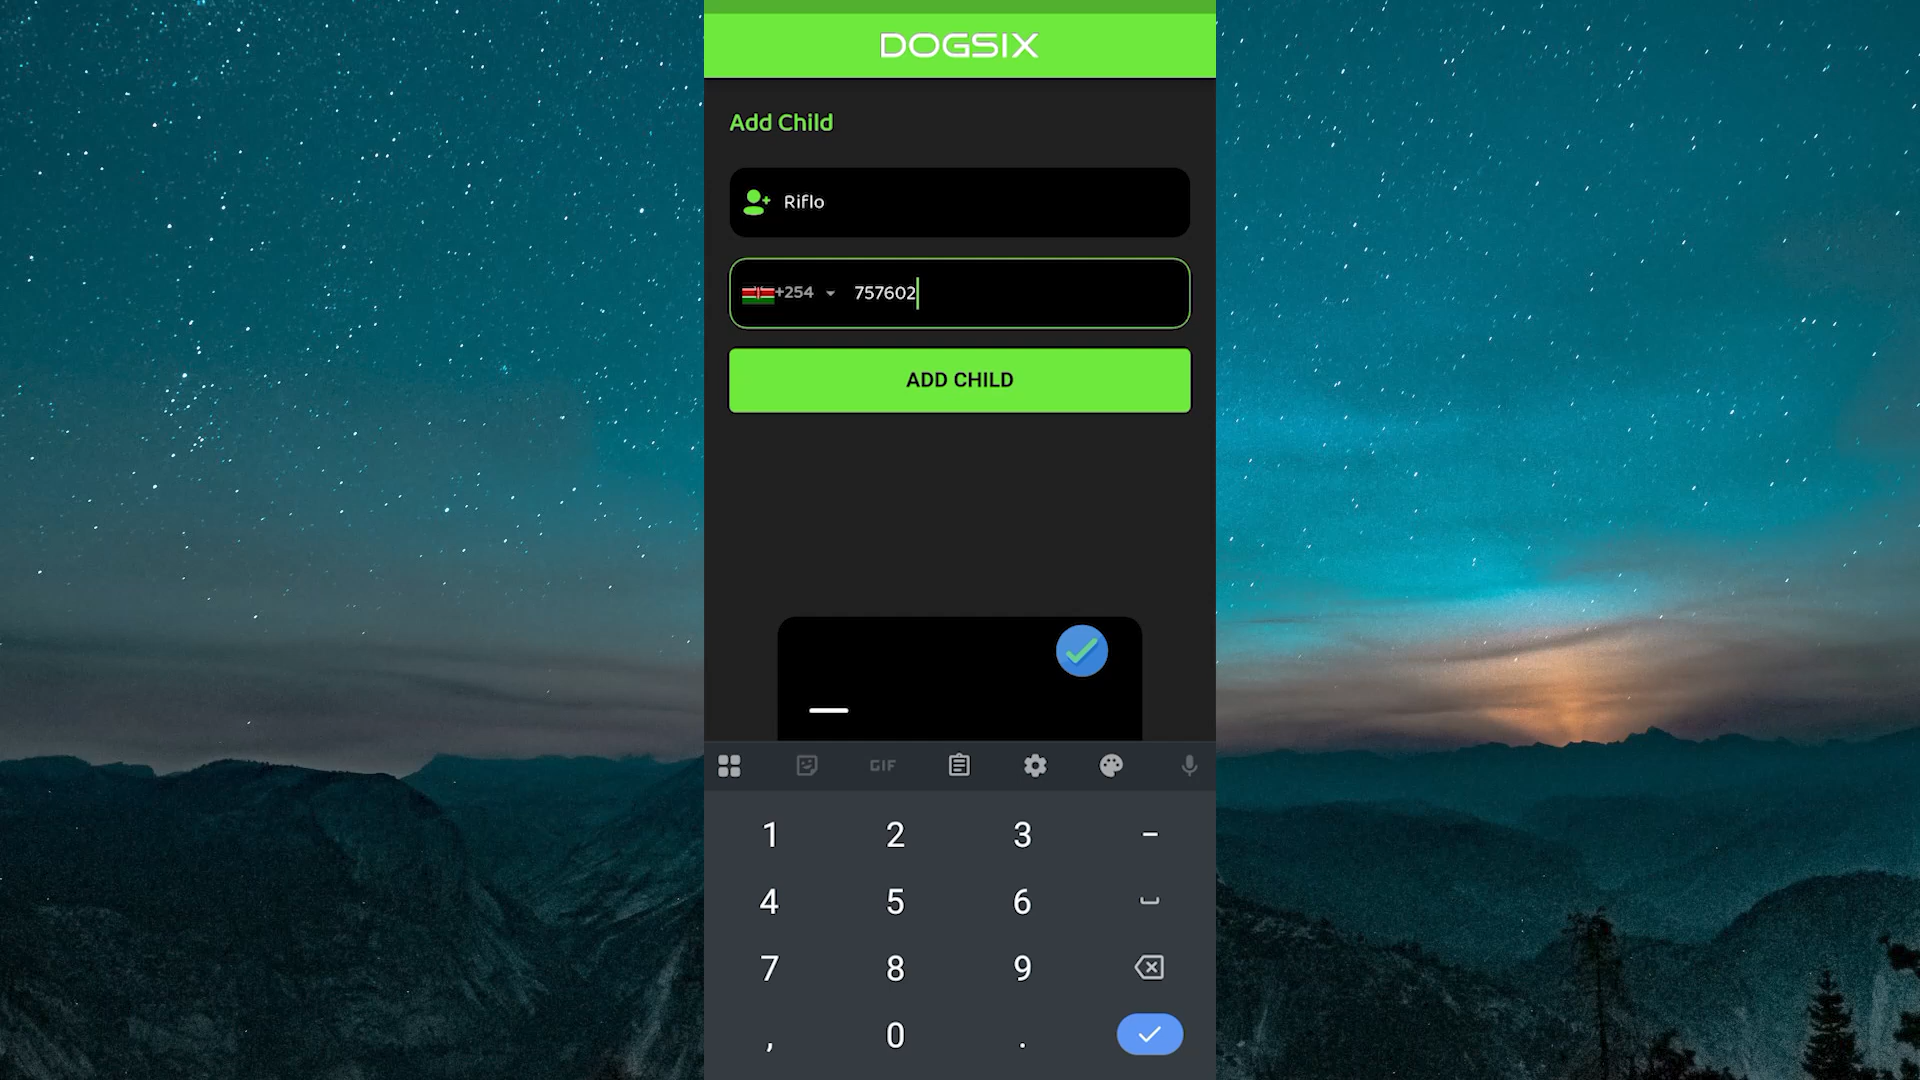 DOGSIX
Add Child
Riflo
+254 757602
ADD CHILD
GIF
1 2 3 –
4 5 6
7 8 9
, 0 .